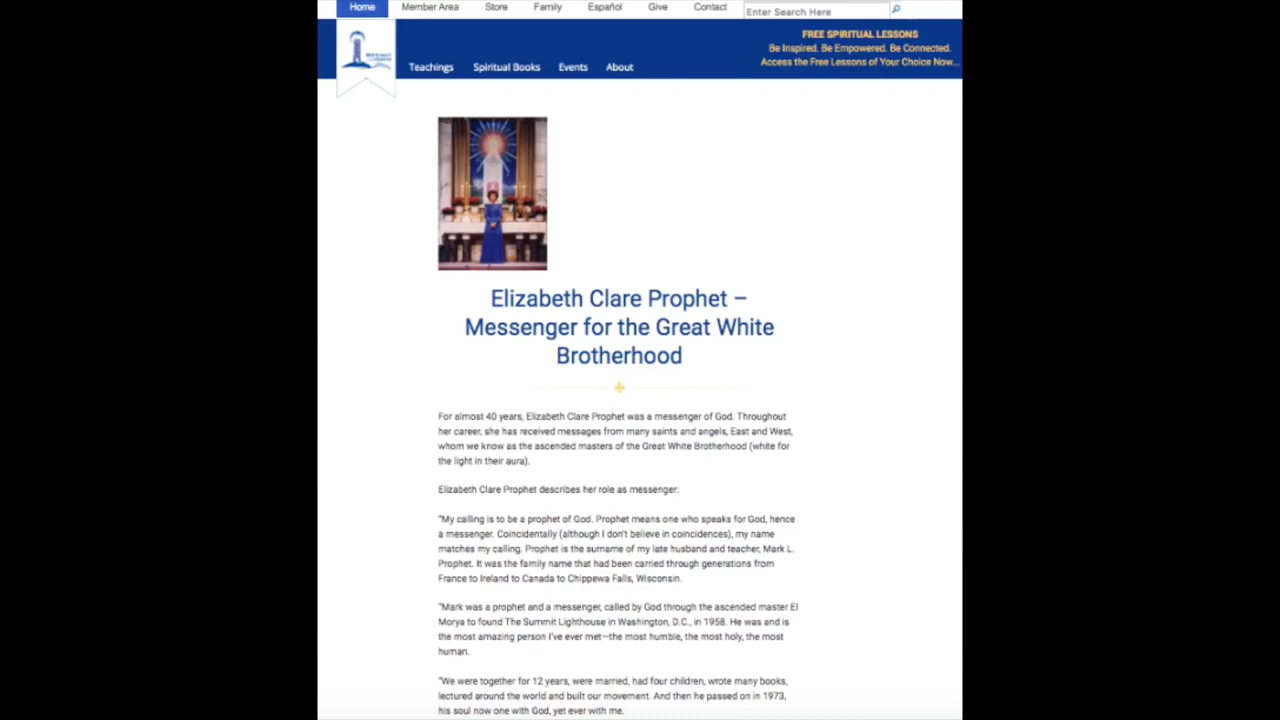 Home Member Area Store Family Español Give Contact Enter Search Here
FREE SPIRITUAL LESSONS
Be Inspired. Be Empowered. Be Connected.
Access the Free Lessons of Your Choice Now...
Teachings Spiritual Books Events About
Elizabeth Clare Prophet –
Messenger for the Great White
Brotherhood
For almost 40 years, Elizabeth Clare Prophet was a messenger of God. Throughout
her career, she has received messages from many saints and angels, East and West,
whom we know as the ascended masters of the Great White Brotherhood (white for
the light in their aura).
Elizabeth Clare Prophet describes her role as messenger:
“My calling is to be a prophet of God. Prophet means one who speaks for God, hence
a messenger. Coincidentally (although I don’t believe in coincidences), my name
matches my calling. Prophet is the surname of my late husband and teacher, Mark L.
Prophet. It was the family name that had been carried through generations from
France to Ireland to Canada to Chippewa Falls, Wisconsin.
“Mark was a prophet and a messenger, called by God through the ascended master El
Morya to found The Summit Lighthouse in Washington, D.C., in 1958. He was and is
the most amazing person I’ve ever met—the most humble, the most holy, the most
human.
“We were together for 12 years, were married, had four children, wrote many books,
lectured around the world and built our movement. And then he passed on in 1973,
his soul now one with God, yet ever with me.